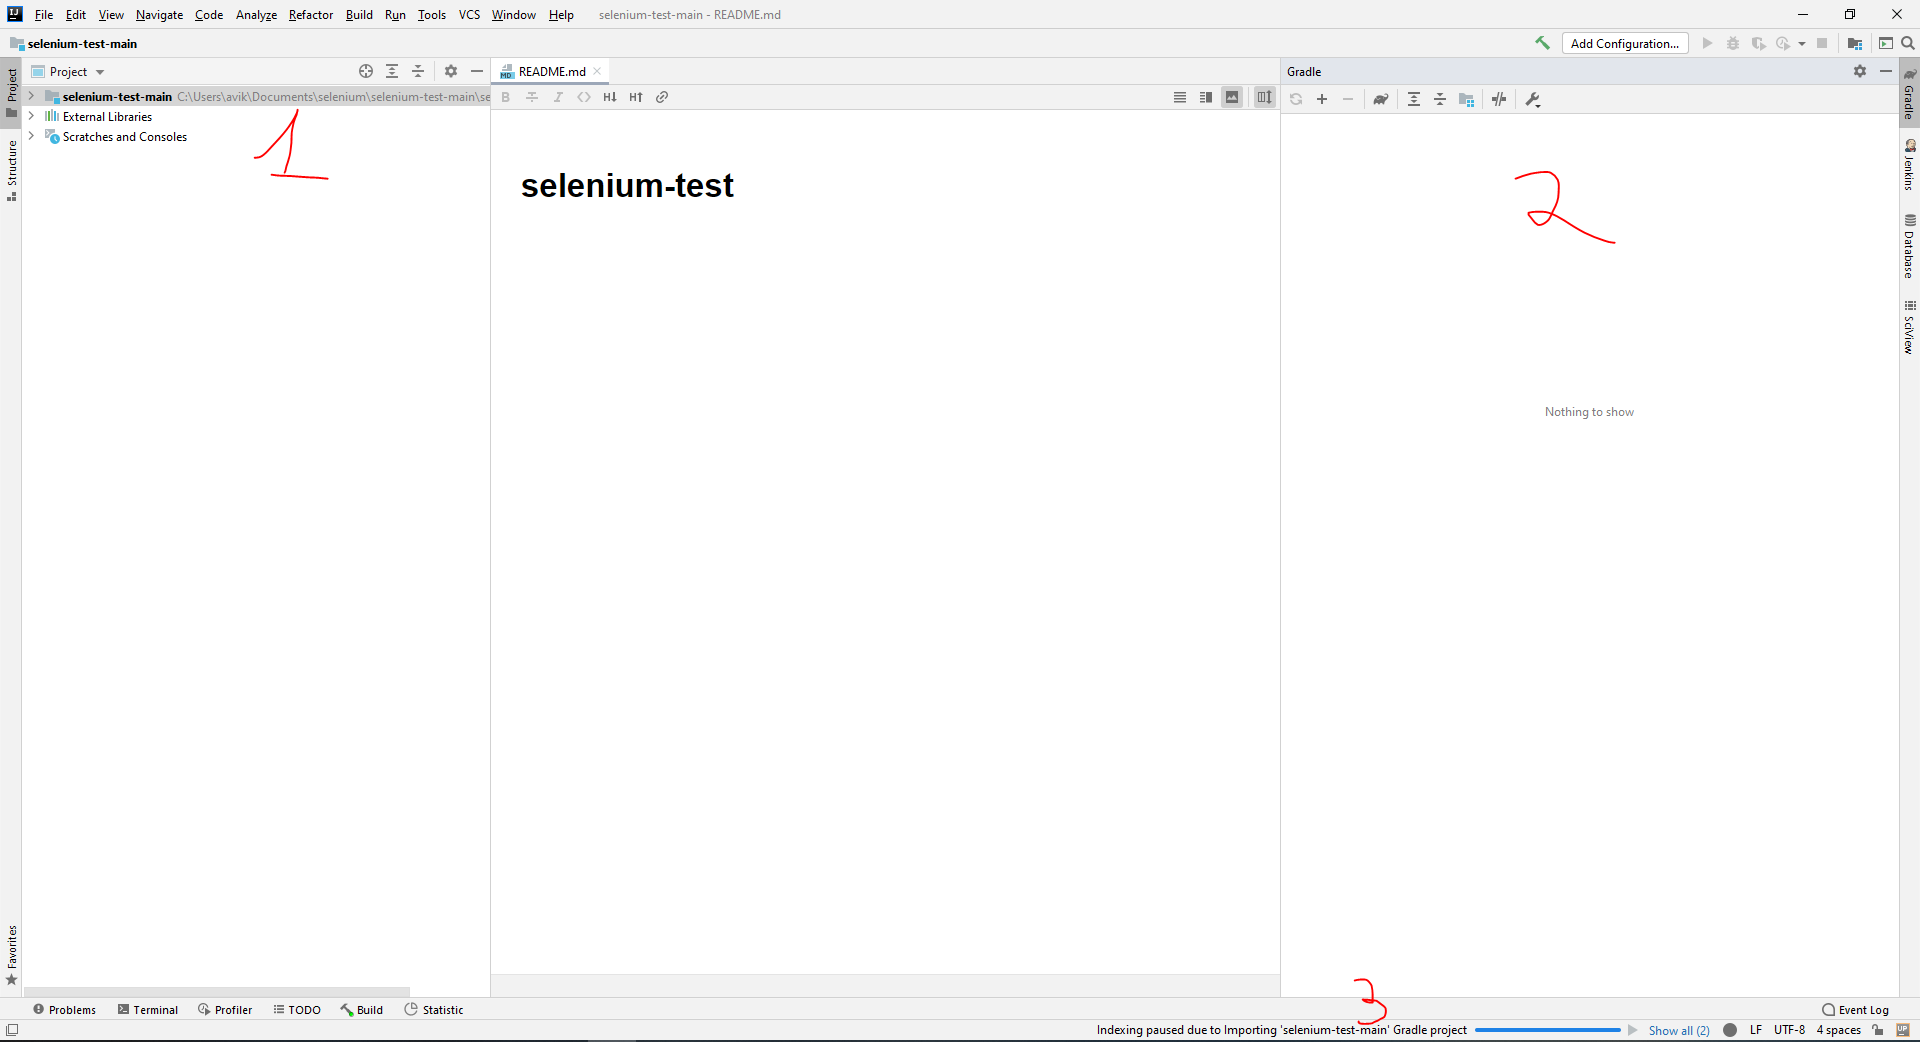 IJ File Edit View Navigate Code Analyze Refactor Build Run Tools VCS Window Help selenium-test-main - README.md
selenium-test-main Add Configuration...
Project README.md Gradle
selenium-test-main C:\Users\avik\Documents\selenium\selenium-test-main\se
B I H↓ H↑
External Libraries
Scratches and Consoles
1
selenium-test
2
Nothing to show
Project
Structure
Favorites
Gradle
Jenkins
Database
SciView
3
Problems Terminal Profiler TODO Build Statistic Event Log
Indexing paused due to Importing 'selenium-test-main' Gradle project Show all (2) LF UTF-8 4 spaces UP